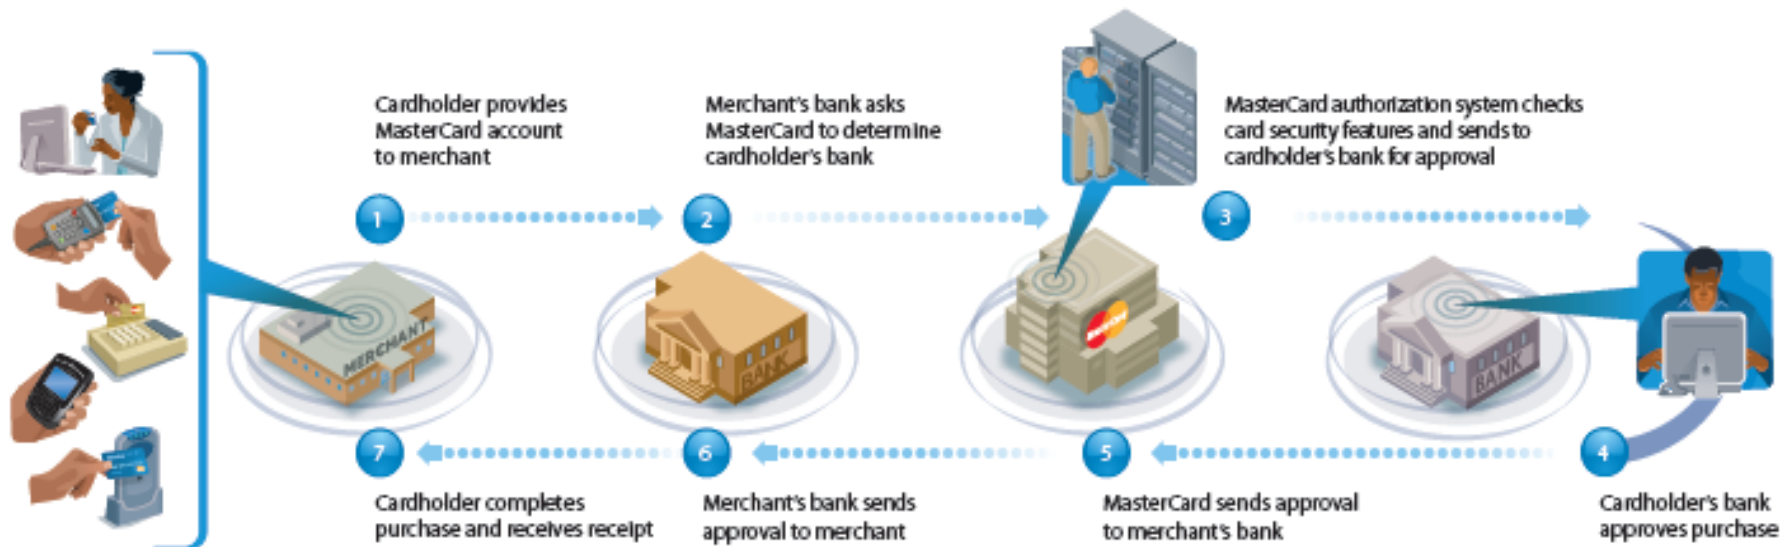 Cardholder provides
MasterCard account
to merchant
Merchant's bank asks
MasterCard to determine
cardholder's bank
MasterCard authorization system checks
card security features and sends to
cardholder's bank for approval
1
2
3
MERCHANT
BANK
BANK
7
6
5
4
Cardholder completes
purchase and receives receipt
Merchant's bank sends
approval to merchant
MasterCard sends approval
to merchant's bank
Cardholder's bank
approves purchase